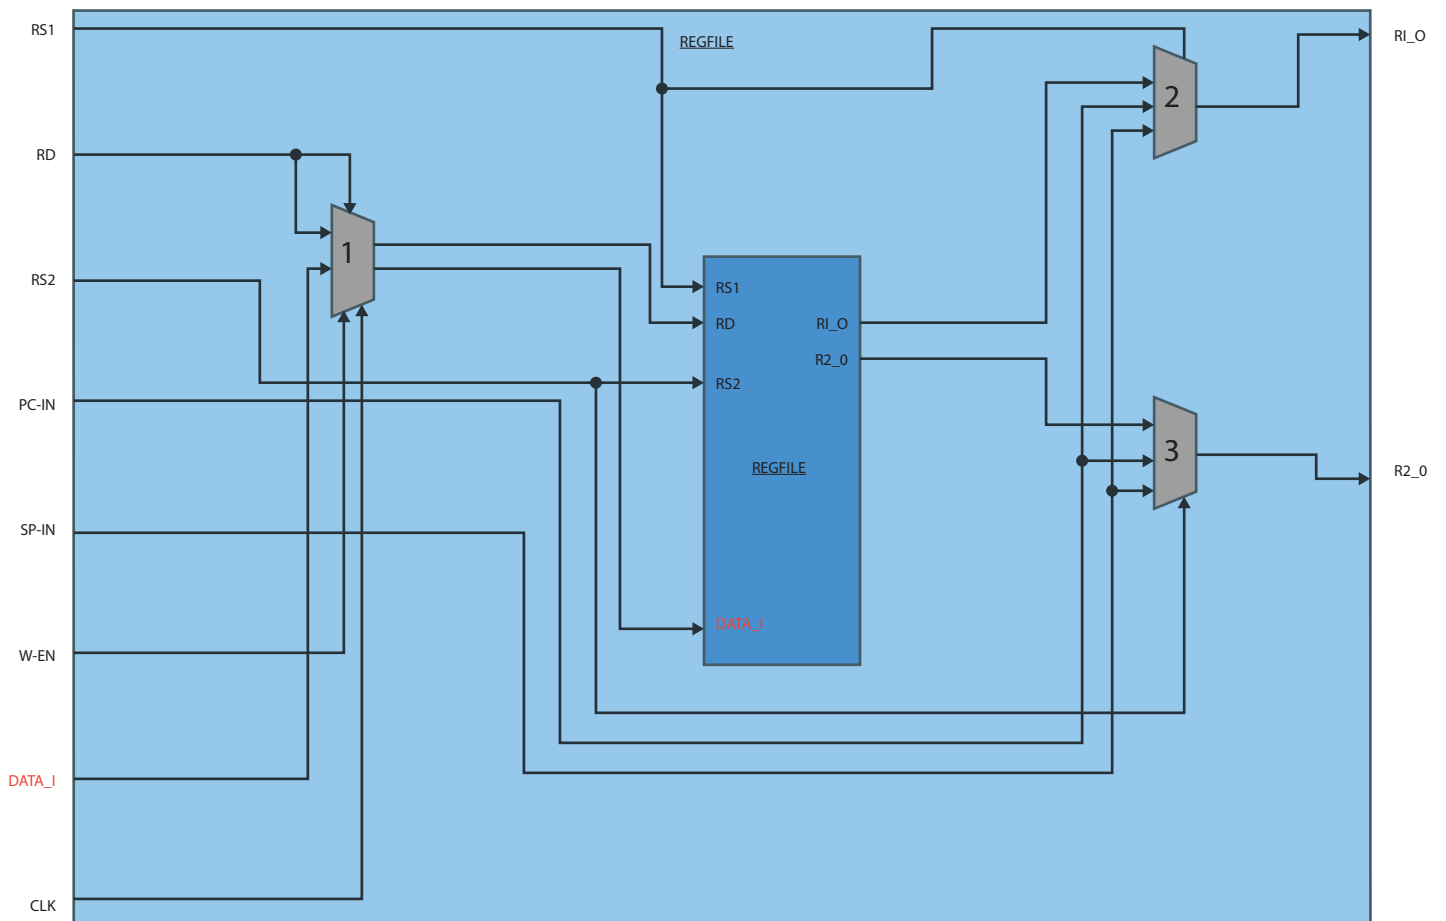 RS1
REGFILE
RI_O
2
RD
1
RS2
RS1
RD
RI_O
R2_0
RS2
PC-IN
3
REGFILE
R2_0
SP-IN
DATA_I
W-EN
DATA_I
CLK